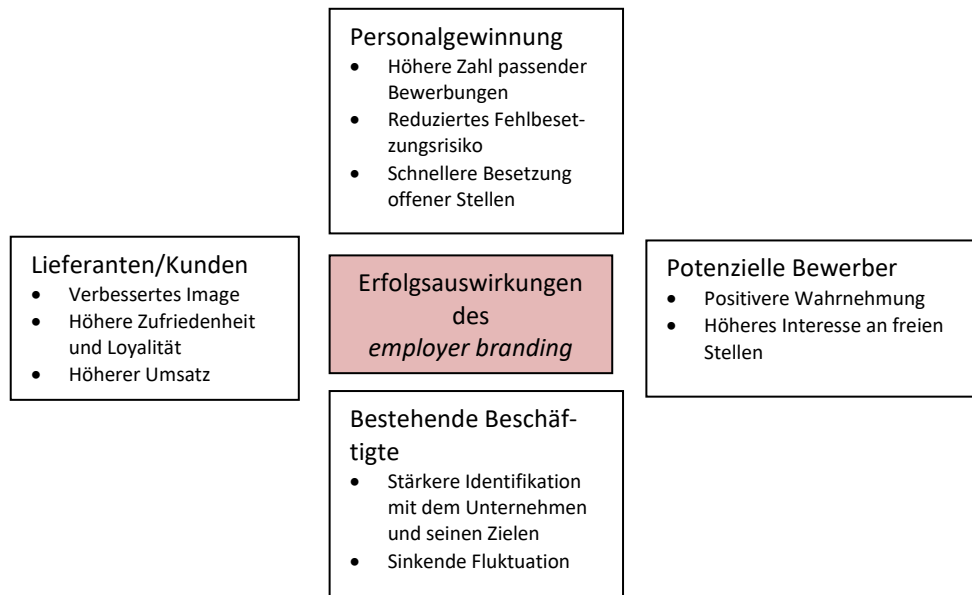 Personalgewinnung
• Höhere Zahl passender
Bewerbungen
• Reduziertes Fehlbeset-
zungsrisiko
• Schnellere Besetzung
offener Stellen
Lieferanten/Kunden
• Verbessertes Image
• Höhere Zufriedenheit
und Loyalität
• Höherer Umsatz
Erfolgsauswirkungen
des
employer branding
Potenzielle Bewerber
• Positivere Wahrnehmung
• Höheres Interesse an freien
Stellen
Bestehende Beschäf-
tigte
• Stärkere Identifikation
mit dem Unternehmen
und seinen Zielen
• Sinkende Fluktuation